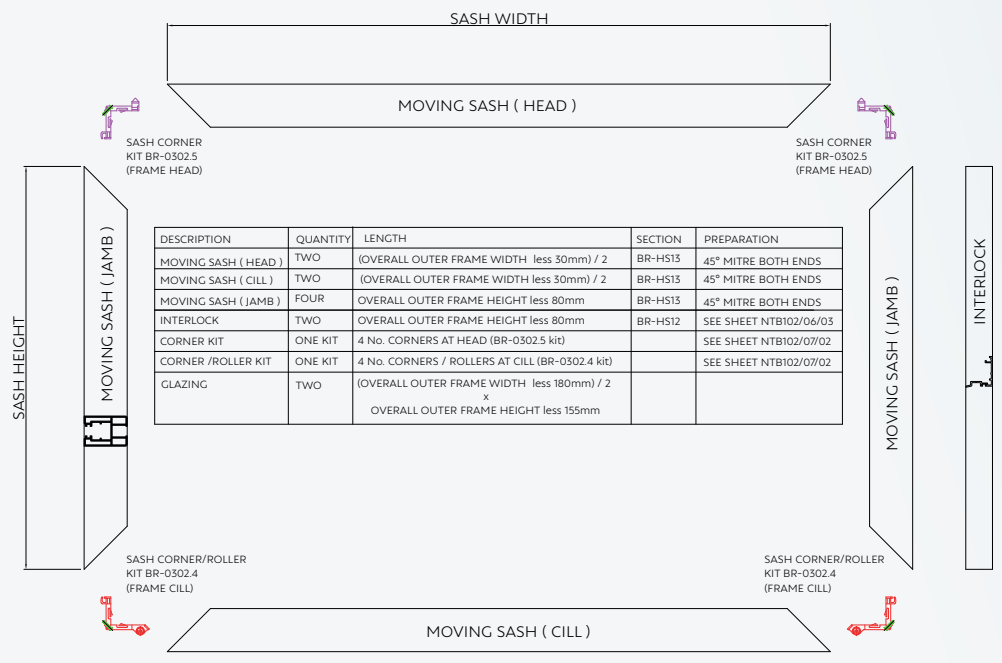 SASH WIDTH
MOVING SASH ( HEAD )
SASH CORNER
KIT BR-0302.5
(FRAME HEAD)
SASH CORNER
KIT BR-0302.5
(FRAME HEAD)
SASH HEIGHT
MOVING SASH ( JAMB )
DESCRIPTION QUANTITY LENGTH SECTION PREPARATION
MOVING SASH ( HEAD ) TWO (OVERALL OUTER FRAME WIDTH less 30mm) / 2 BR-HS13 45° MITRE BOTH ENDS
MOVING SASH ( CILL ) TWO (OVERALL OUTER FRAME WIDTH less 30mm) / 2 BR-HS13 45° MITRE BOTH ENDS
MOVING SASH ( JAMB ) FOUR OVERALL OUTER FRAME HEIGHT less 80mm BR-HS13 45° MITRE BOTH ENDS
INTERLOCK TWO OVERALL OUTER FRAME HEIGHT less 80mm BR-HS12 SEE SHEET NTB102/06/03
CORNER KIT ONE KIT 4 No. CORNERS AT HEAD (BR-0302.5 kit) SEE SHEET NTB102/07/02
CORNER /ROLLER KIT ONE KIT 4 No. CORNERS / ROLLERS AT CILL (BR-0302.4 kit) SEE SHEET NTB102/07/02
GLAZING TWO (OVERALL OUTER FRAME WIDTH less 180mm) / 2
x
OVERALL OUTER FRAME HEIGHT less 155mm
MOVING SASH ( JAMB )
INTERLOCK
SASH CORNER/ROLLER
KIT BR-0302.4
(FRAME CILL)
SASH CORNER/ROLLER
KIT BR-0302.4
(FRAME CILL)
MOVING SASH ( CILL )